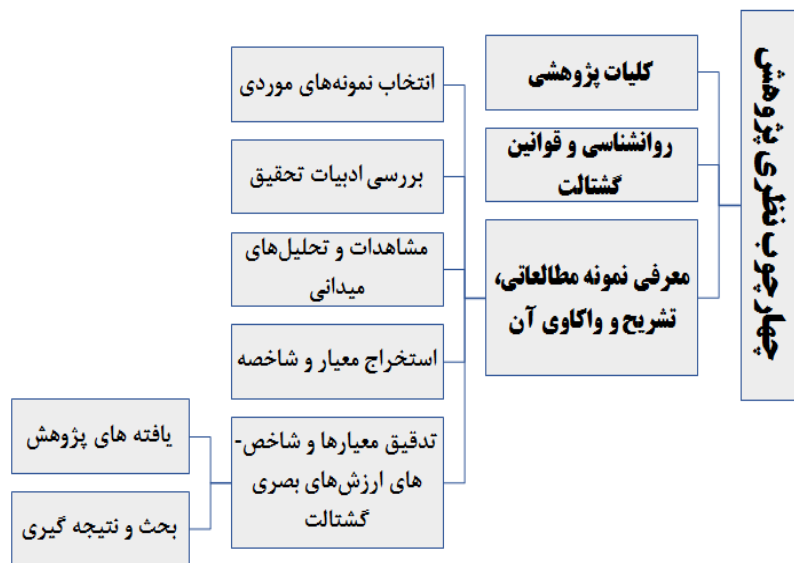 چهارچوب نظری پژوهش
کلیات پژوهشی
روانشناسی و قوانین
گشتالت
معرفی نمونه مطالعاتی،
تشریح و واکاوی آن
انتخاب نمونه‌های موردی
بررسی ادبیات تحقیق
مشاهدات و تحلیل‌های
میدانی
استخراج معیار و شاخصه
تدقیق معیارها و شاخص-
های ارزش‌های بصری
گشتالت
یافته های پژوهش
بحث و نتیجه گیری